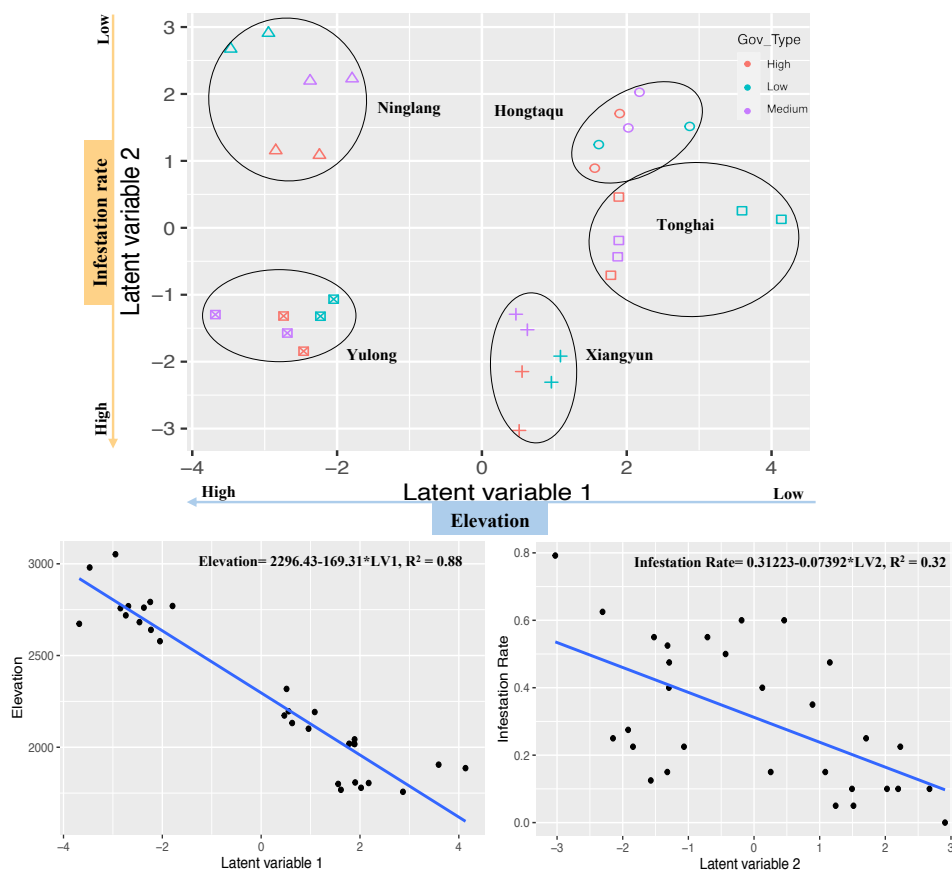 Low
Infestation rate
High
Latent variable 2
3
2
1
0
−1
−2
−3
Gov_Type
High
Low
Medium
Ninglang
Hongtaqu
Tonghai
Yulong
Xiangyun
−4
−2
0
2
4
High
Latent variable 1
Low
Elevation
Elevation= 2296.43-169.31*LV1, R² = 0.88
3000
2500
2000
Elevation
−4
−2
0
2
4
Latent variable 1
Infestation Rate= 0.31223-0.07392*LV2, R² = 0.32
0.8
0.6
0.4
0.2
0.0
Infestation Rate
−3
−2
−1
0
1
2
3
Latent variable 2